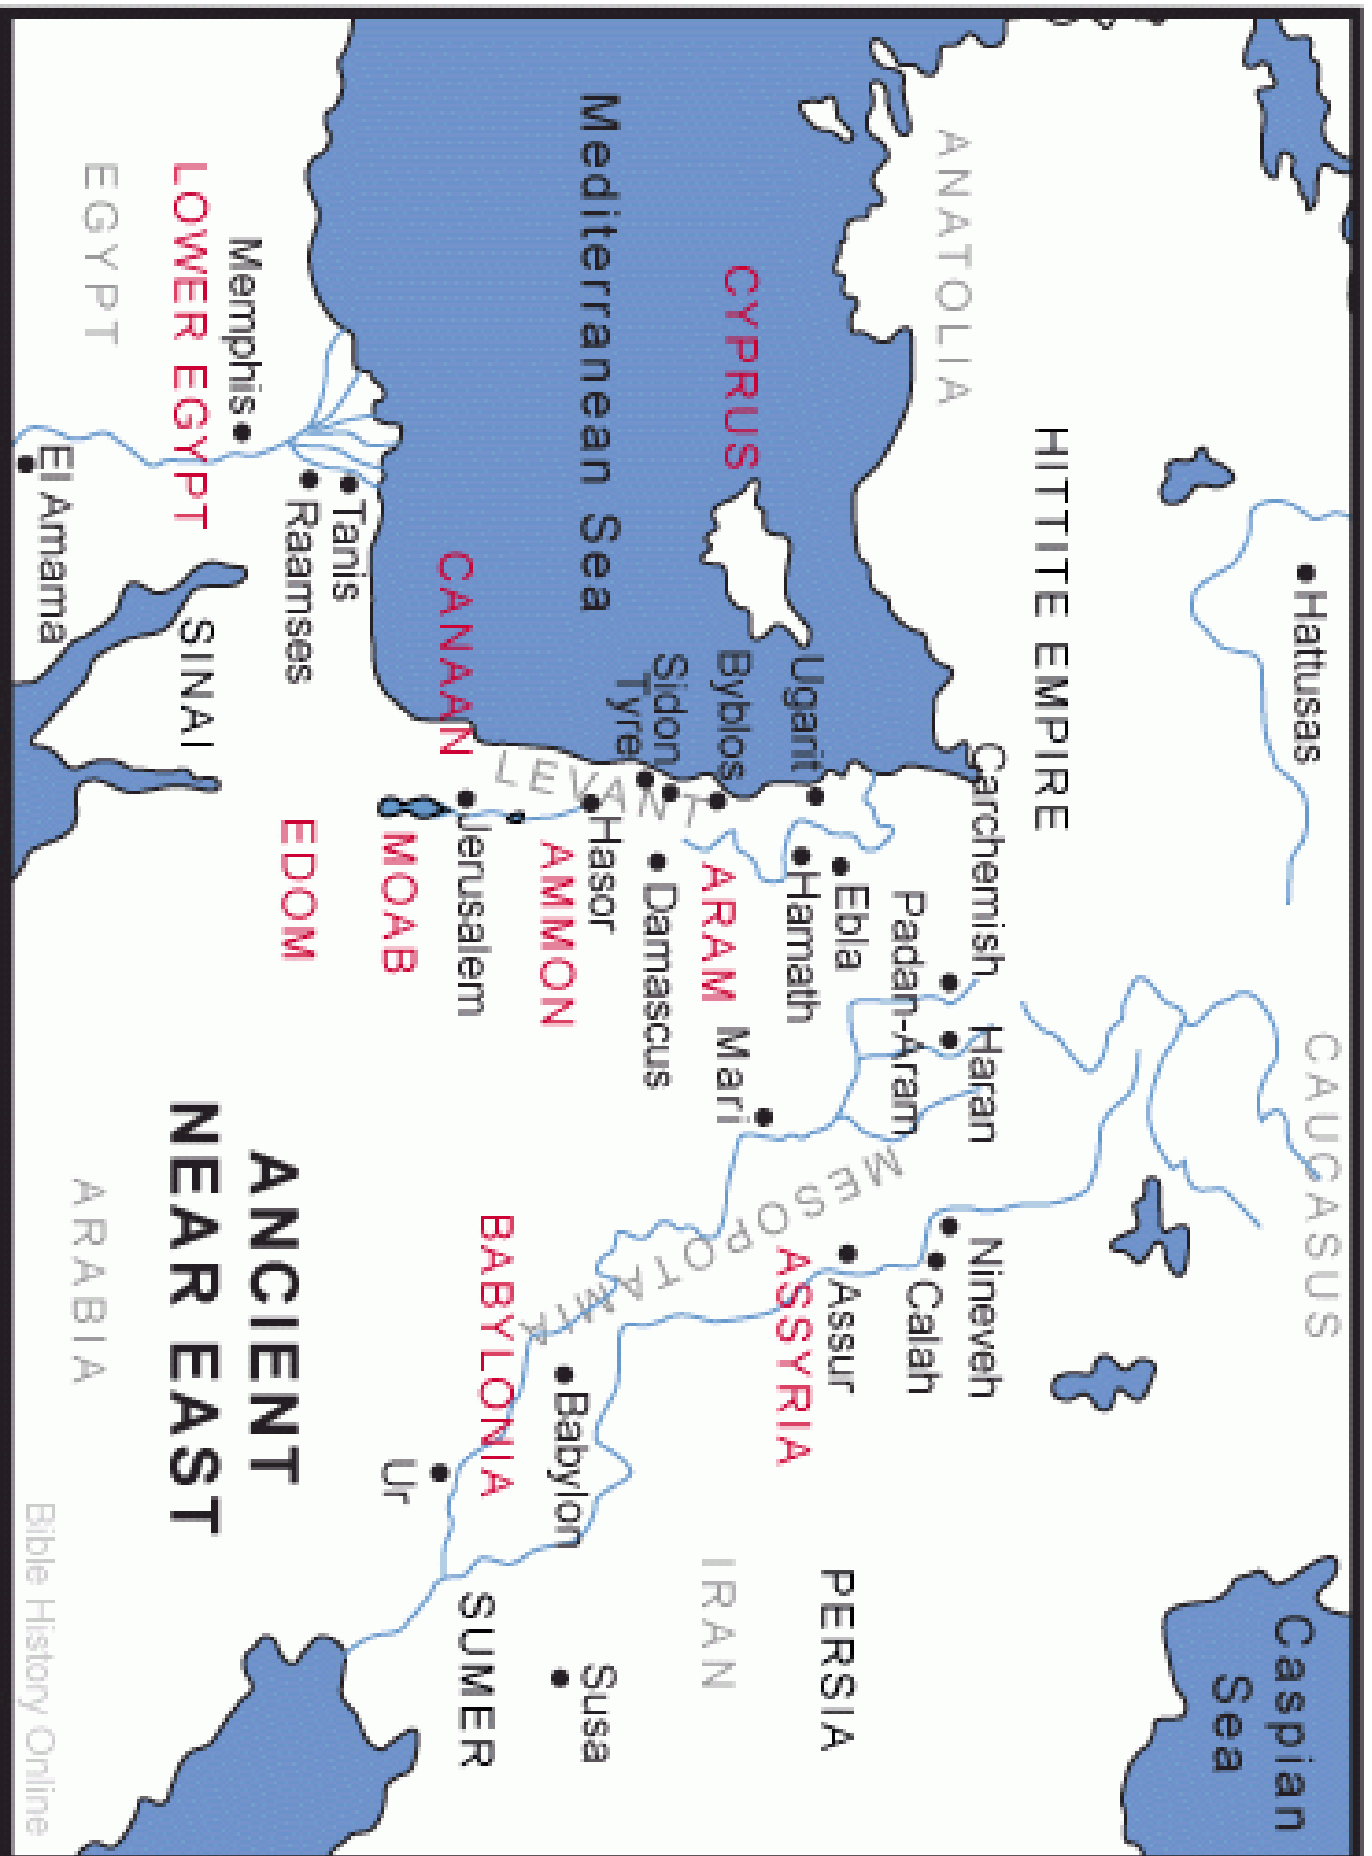 Caspian
Sea
CAUCASUS
Hattusas
HITTITE EMPIRE
ANATOLIA
Carchemish
Haran
Nineveh
Padan-Aram
Calah
MESOPOTAMIA
Ebla
Assur
PERSIA
Ugarit
Hamath
ASSYRIA
CYPRUS
Byblos
ARAM
Mari
IRAN
Sidon
Damascus
Tyre
LEVANT
Mediterranean Sea
Hasor
Susa
AMMON
Babylon
BABYLONIA
SUMER
CANAAN
Jerusalem
Ur
MOAB
Tanis
Raamses
EDOM
Memphis
ANCIENT
NEAR EAST
LOWER EGYPT
SINAI
EGYPT
ARABIA
El Amarna
Bible History Online